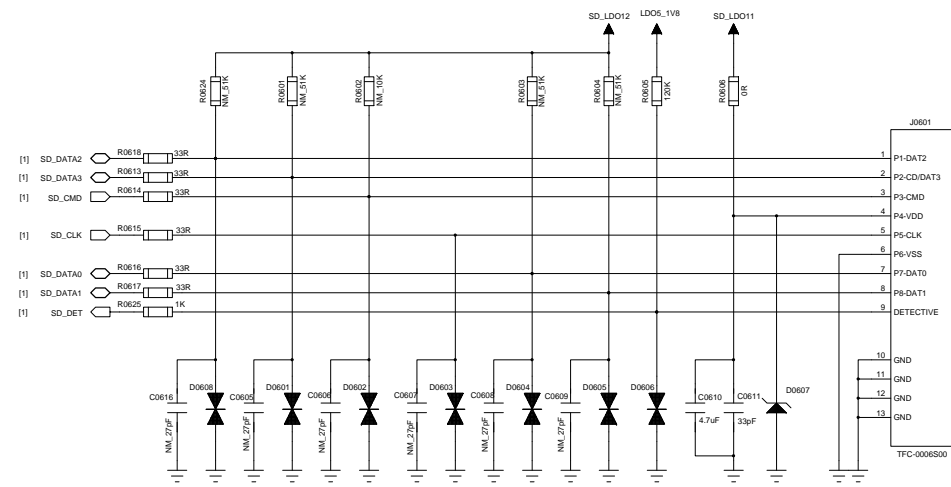 SD_LDO12
LDO5_1V8
SD_LDO11
R0624
NM_51K
R0601
NM_51K
R0602
NM_10K
R0603
NM_51K
R0604
NM_51K
R0605
120K
R0606
0R
J0601
[1] SD_DATA2 R0618 33R 1 P1-DAT2
[1] SD_DATA3 R0613 33R 2 P2-CD/DAT3
[1] SD_CMD R0614 33R 3 P3-CMD
4 P4-VDD
[1] SD_CLK R0615 33R 5 P5-CLK
6 P6-VSS
[1] SD_DATA0 R0616 33R 7 P7-DAT0
[1] SD_DATA1 R0617 33R 8 P8-DAT1
[1] SD_DET R0625 1K 9 DETECTIVE
10 GND
11 GND
12 GND
13 GND
C0616
NM_27pF
D0608
C0605
NM_27pF
D0601
C0606
NM_27pF
D0602
C0607
NM_27pF
D0603
C0608
NM_27pF
D0604
C0609
NM_27pF
D0605
D0606
C0610
4.7uF
C0611
33pF
D0607
TFC-0006S00